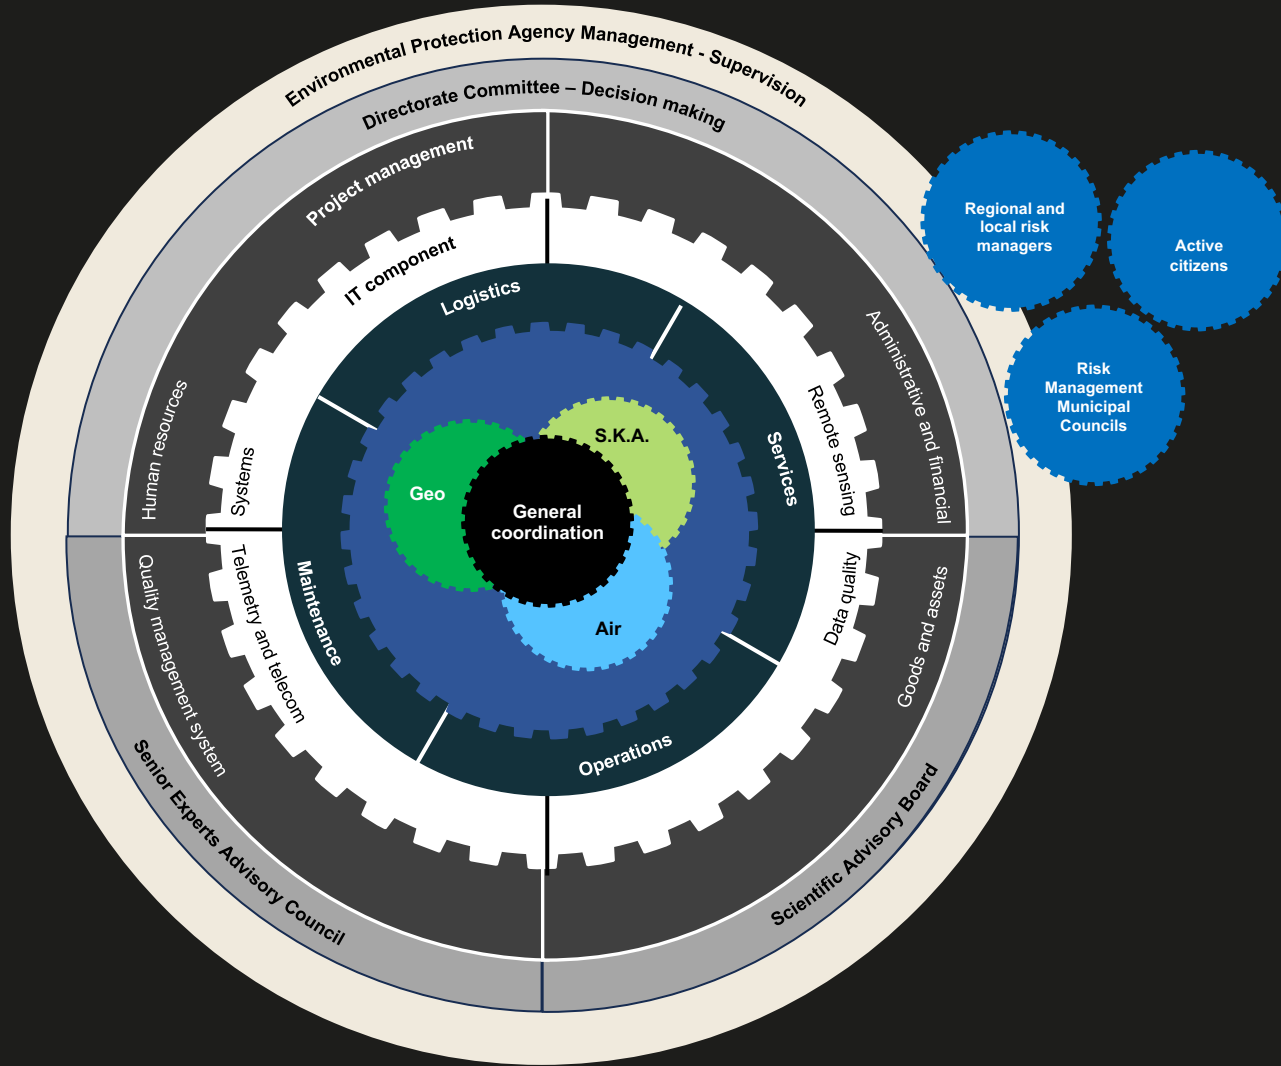 Environmental Protection Agency Management - Supervision
Directorate Committee – Decision making
Project management
IT component
Logistics
Regional and
local risk
managers
Active
citizens
Risk
Management
Municipal
Councils
Administrative and financial
Human resources
Systems
Remote sensing
Services
S.K.A.
Geo
General
coordination
Air
Maintenance
Telemetry and telecom
Quality management system
Data quality
Goods and assets
Operations
Senior Experts Advisory Council
Scientific Advisory Board